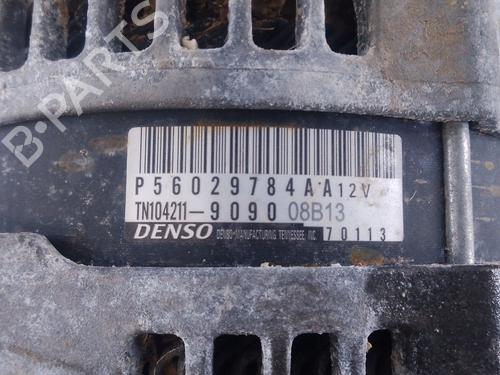 B-PARTS
P56029784AA 12V
TN104211-9090 08B13
DENSO DENSO MANUFACTURING TENNESSEE, INC. 70113